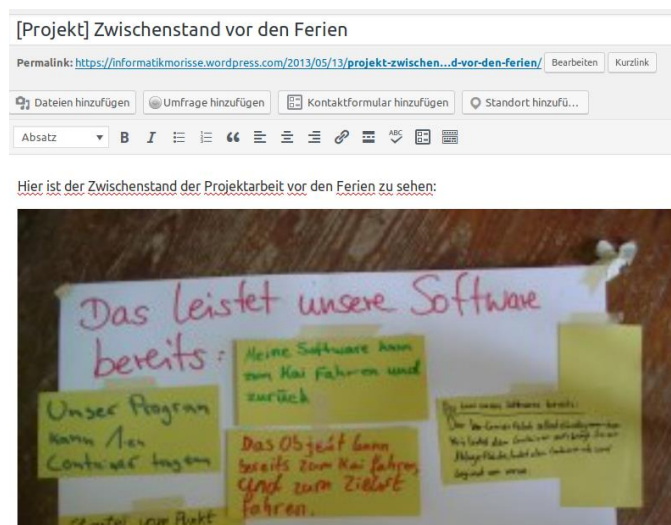 [Projekt] Zwischenstand vor den Ferien
Permalink: https://informatikmorisse.wordpress.com/2013/05/13/projekt-zwischen...d-vor-den-ferien/ Bearbeiten Kurzlink
Dateien hinzufügen Umfrage hinzufügen Kontaktformular hinzufügen Standort hinzufü...
Absatz B I ABC
Hier ist der Zwischenstand der Projektarbeit vor den Ferien zu sehen:
Das leistet unsere Software
bereits:
Meine Software kann
zum Kai Fahren und
zurück
Unser Program
kann 1en
Container tragen
Das Objekt kann
bereits zum Kai fahren
und zum Zielort
fahren.